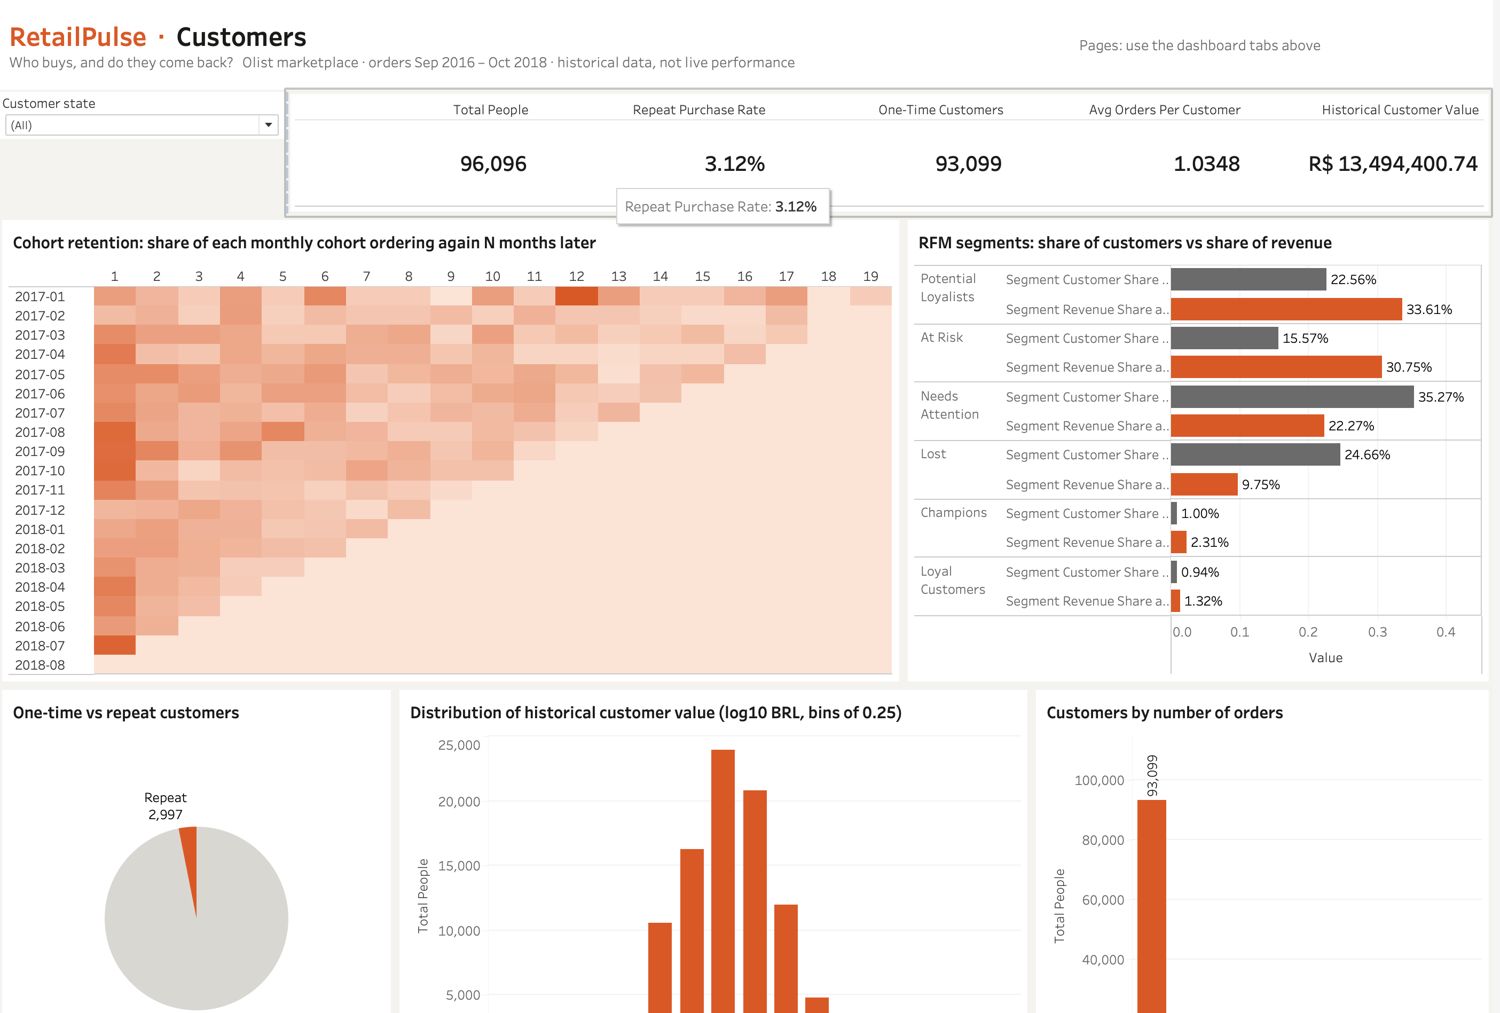 RetailPulse · Customers
Who buys, and do they come back? Olist marketplace · orders Sep 2016 – Oct 2018 · historical data, not live performance
Pages: use the dashboard tabs above
Customer state
(All)
Total People Repeat Purchase Rate One-Time Customers Avg Orders Per Customer Historical Customer Value
96,096 3.12% 93,099 1.0348 R$ 13,494,400.74
Repeat Purchase Rate: 3.12%
Cohort retention: share of each monthly cohort ordering again N months later
1 2 3 4 5 6 7 8 9 10 11 12 13 14 15 16 17 18 19
2017-01
2017-02
2017-03
2017-04
2017-05
2017-06
2017-07
2017-08
2017-09
2017-10
2017-11
2017-12
2018-01
2018-02
2018-03
2018-04
2018-05
2018-06
2018-07
2018-08
RFM segments: share of customers vs share of revenue
Potential
Loyalists
Segment Customer Share .. 22.56%
Segment Revenue Share a.. 33.61%
At Risk
Segment Customer Share .. 15.57%
Segment Revenue Share a.. 30.75%
Needs
Attention
Segment Customer Share .. 35.27%
Segment Revenue Share a.. 22.27%
Lost
Segment Customer Share .. 24.66%
Segment Revenue Share a.. 9.75%
Champions
Segment Customer Share .. 1.00%
Segment Revenue Share a.. 2.31%
Loyal
Customers
Segment Customer Share .. 0.94%
Segment Revenue Share a.. 1.32%
0.0 0.1 0.2 0.3 0.4
Value
One-time vs repeat customers
Repeat
2,997
Distribution of historical customer value (log10 BRL, bins of 0.25)
Total People
25,000
20,000
15,000
10,000
5,000
Customers by number of orders
Total People
100,000
80,000
60,000
40,000
93,099